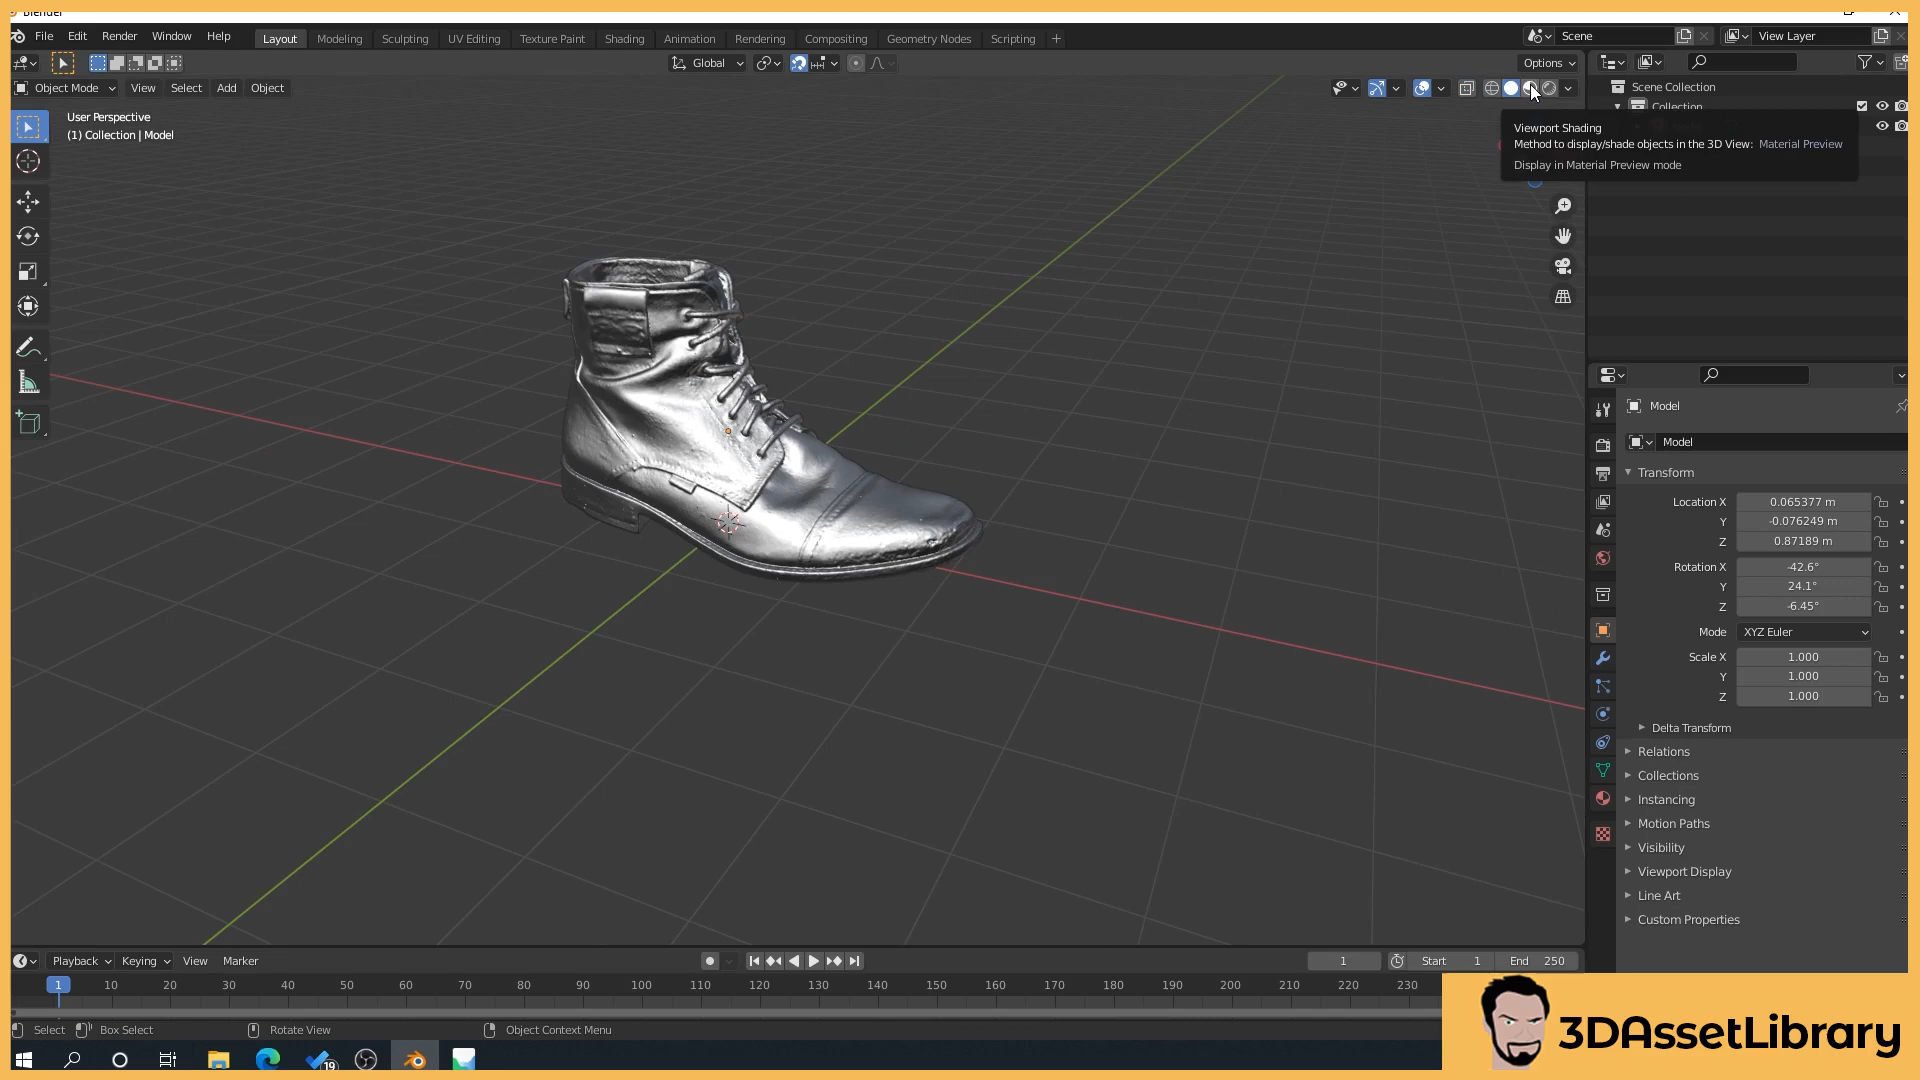 Blender
File Edit Render Window Help
Layout Modeling Sculpting UV Editing Texture Paint Shading Animation Rendering Compositing Geometry Nodes Scripting +
Scene
View Layer
Global
Options
Object Mode View Select Add Object
Scene Collection
Collection
User Perspective
(1) Collection | Model
Viewport Shading
Method to display/shade objects in the 3D View: Material Preview
Display in Material Preview mode
Model
Model
Transform
Location X 0.065377 m
Y -0.076249 m
Z 0.87189 m
Rotation X -42.6°
Y 24.1°
Z -6.45°
Mode XYZ Euler
Scale X 1.000
Y 1.000
Z 1.000
Delta Transform
Relations
Collections
Instancing
Motion Paths
Visibility
Viewport Display
Line Art
Custom Properties
Playback Keying View Marker
1
Start 1 End 250
1 10 20 30 40 50 60 70 80 90 100 110 120 130 140 150 160 170 180 190 200 210 220 230
Select Box Select Rotate View Object Context Menu
19
3DAssetLibrary